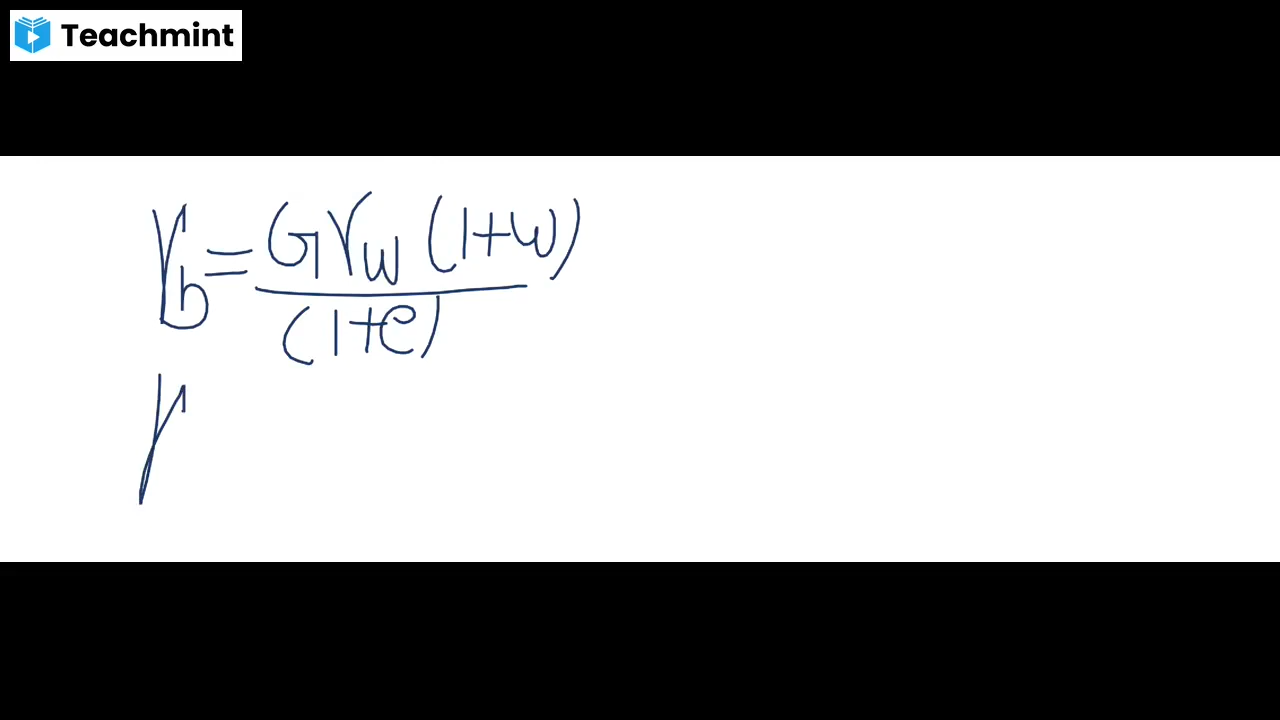 Teachmint
γb = Gγw (1+w)
(1+e)
γ